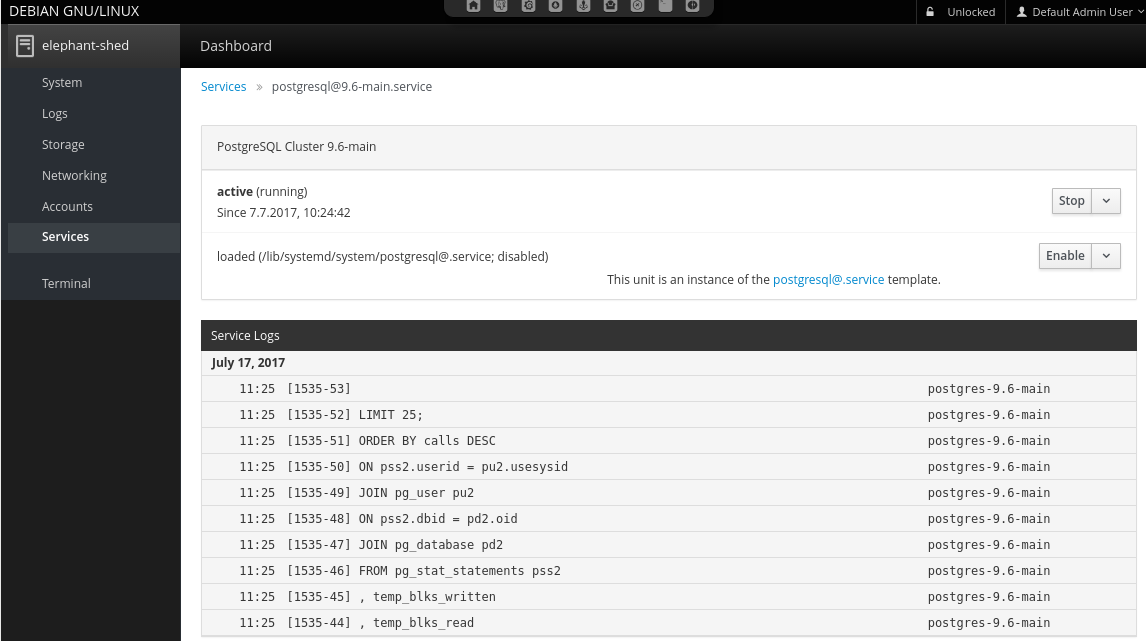 DEBIAN GNU/LINUX
Unlocked
Default Admin User
elephant-shed
Dashboard
System
Logs
Storage
Networking
Accounts
Services
Terminal
Services » postgresql@9.6-main.service
PostgreSQL Cluster 9.6-main
active (running)
Since 7.7.2017, 10:24:42
Stop
loaded (/lib/systemd/system/postgresql@.service; disabled)
Enable
This unit is an instance of the postgresql@.service template.
Service Logs
July 17, 2017
11:25 [1535-53] postgres-9.6-main
11:25 [1535-52] LIMIT 25; postgres-9.6-main
11:25 [1535-51] ORDER BY calls DESC postgres-9.6-main
11:25 [1535-50] ON pss2.userid = pu2.usesysid postgres-9.6-main
11:25 [1535-49] JOIN pg_user pu2 postgres-9.6-main
11:25 [1535-48] ON pss2.dbid = pd2.oid postgres-9.6-main
11:25 [1535-47] JOIN pg_database pd2 postgres-9.6-main
11:25 [1535-46] FROM pg_stat_statements pss2 postgres-9.6-main
11:25 [1535-45] , temp_blks_written postgres-9.6-main
11:25 [1535-44] , temp_blks_read postgres-9.6-main